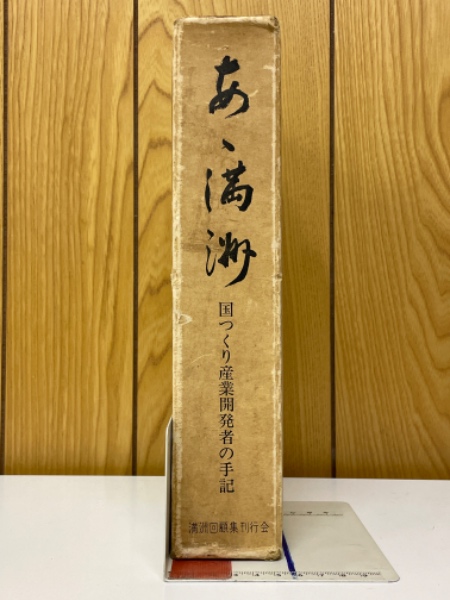 あゝ満洲
国つくり産業開発者の手記
満洲回顧集刊行会